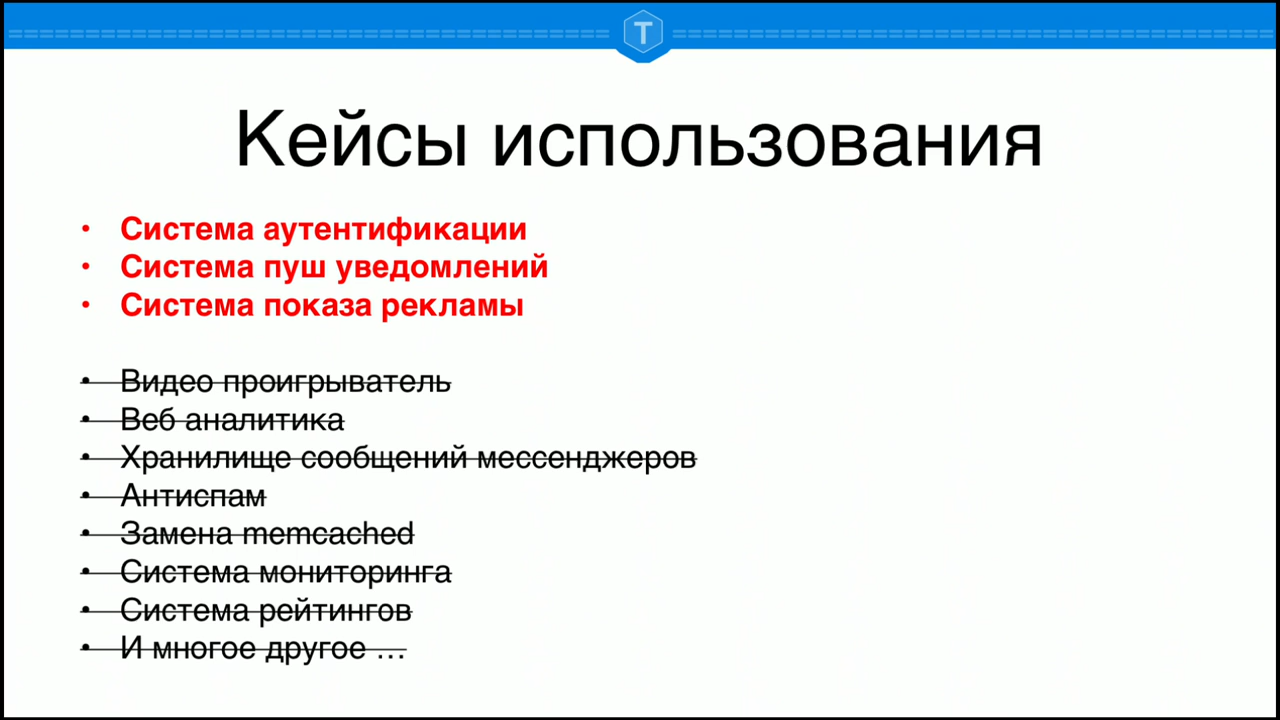 T
Кейсы использования
• Система аутентификации
• Система пуш уведомлений
• Система показа рекламы
• Видео проигрыватель
• Веб аналитика
• Хранилище сообщений мессенджеров
• Антиспам
• Замена memcached
• Система мониторинга
• Система рейтингов
• И многое другое …